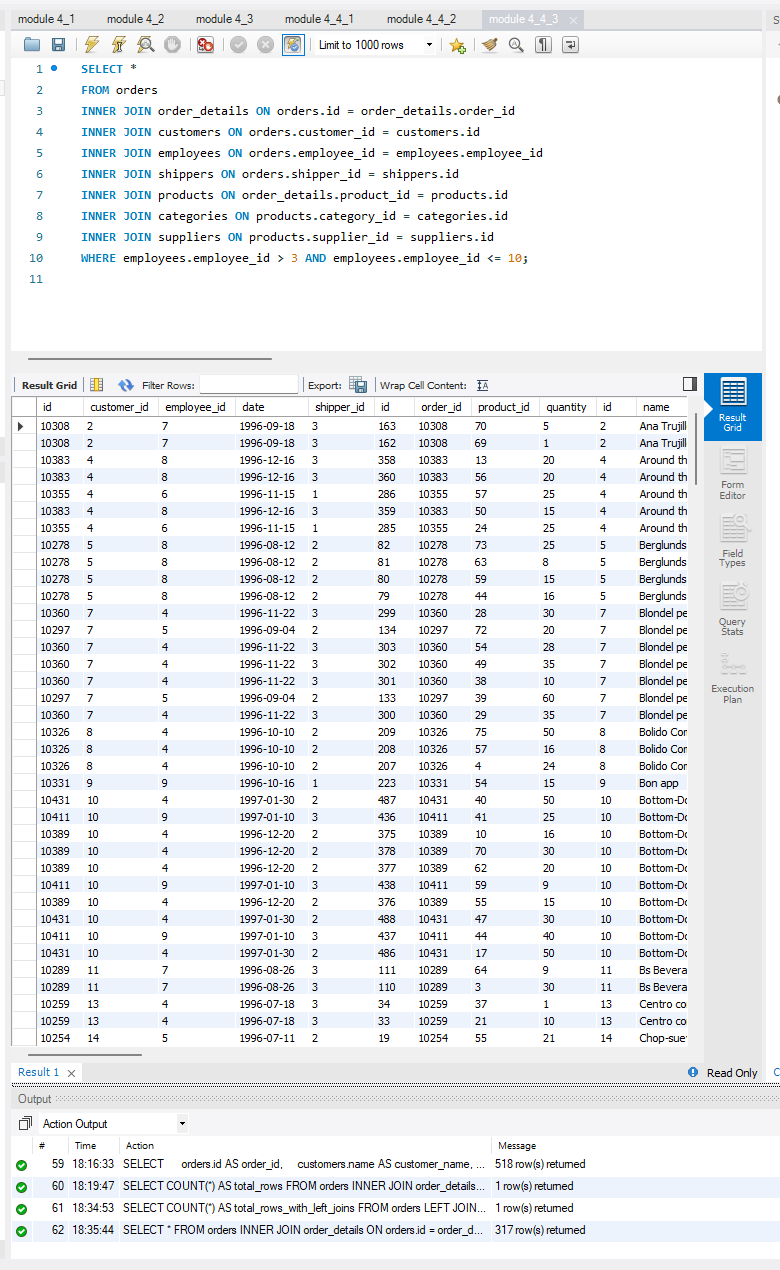 module 4_1 module 4_2 module 4_3 module 4_4_1 module 4_4_2 module 4_4_3
Limit to 1000 rows
1 SELECT *
2 FROM orders
3 INNER JOIN order_details ON orders.id = order_details.order_id
4 INNER JOIN customers ON orders.customer_id = customers.id
5 INNER JOIN employees ON orders.employee_id = employees.employee_id
6 INNER JOIN shippers ON orders.shipper_id = shippers.id
7 INNER JOIN products ON order_details.product_id = products.id
8 INNER JOIN categories ON products.category_id = categories.id
9 INNER JOIN suppliers ON products.supplier_id = suppliers.id
10 WHERE employees.employee_id > 3 AND employees.employee_id <= 10;
11
Result Grid Filter Rows: Export: Wrap Cell Content: IA
id customer_id employee_id date shipper_id id order_id product_id quantity id name
10308 2 7 1996-09-18 3 163 10308 70 5 2 Ana Trujill
10308 2 7 1996-09-18 3 162 10308 69 1 2 Ana Trujill
10383 4 8 1996-12-16 3 358 10383 13 20 4 Around th
10383 4 8 1996-12-16 3 360 10383 56 20 4 Around th
10355 4 6 1996-11-15 1 286 10355 57 25 4 Around th
10383 4 8 1996-12-16 3 359 10383 50 15 4 Around th
10355 4 6 1996-11-15 1 285 10355 24 25 4 Around th
10278 5 8 1996-08-12 2 82 10278 73 25 5 Berglunds
10278 5 8 1996-08-12 2 81 10278 63 8 5 Berglunds
10278 5 8 1996-08-12 2 80 10278 59 15 5 Berglunds
10278 5 8 1996-08-12 2 79 10278 44 16 5 Berglunds
10360 7 4 1996-11-22 3 299 10360 28 30 7 Blondel pe
10297 7 5 1996-09-04 2 134 10297 72 20 7 Blondel pe
10360 7 4 1996-11-22 3 303 10360 54 28 7 Blondel pe
10360 7 4 1996-11-22 3 302 10360 49 35 7 Blondel pe
10360 7 4 1996-11-22 3 301 10360 38 10 7 Blondel pe
10297 7 5 1996-09-04 2 133 10297 39 60 7 Blondel pe
10360 7 4 1996-11-22 3 300 10360 29 35 7 Blondel pe
10326 8 4 1996-10-10 2 209 10326 75 50 8 Bolido Cor
10326 8 4 1996-10-10 2 208 10326 57 16 8 Bolido Cor
10326 8 4 1996-10-10 2 207 10326 4 24 8 Bolido Cor
10331 9 9 1996-10-16 1 223 10331 54 15 9 Bon app
10431 10 4 1997-01-30 2 487 10431 40 50 10 Bottom-Do
10411 10 9 1997-01-10 3 436 10411 41 25 10 Bottom-Do
10389 10 4 1996-12-20 2 375 10389 10 16 10 Bottom-Do
10389 10 4 1996-12-20 2 378 10389 70 30 10 Bottom-Do
10389 10 4 1996-12-20 2 377 10389 62 20 10 Bottom-Do
10411 10 9 1997-01-10 3 438 10411 59 9 10 Bottom-Do
10389 10 4 1996-12-20 2 376 10389 55 15 10 Bottom-Do
10431 10 4 1997-01-30 2 488 10431 47 30 10 Bottom-Do
10411 10 9 1997-01-10 3 437 10411 44 40 10 Bottom-Do
10431 10 4 1997-01-30 2 486 10431 17 50 10 Bottom-Do
10289 11 7 1996-08-26 3 111 10289 64 9 11 Bs Bevera
10289 11 7 1996-08-26 3 110 10289 3 30 11 Bs Bevera
10259 13 4 1996-07-18 3 34 10259 37 1 13 Centro co
10259 13 4 1996-07-18 3 33 10259 21 10 13 Centro co
10254 14 5 1996-07-11 2 19 10254 55 21 14 Chop-sue
Result
Grid
Form
Editor
Field
Types
Query
Stats
Execution
Plan
Result 1 Read Only
Output
Action Output
# Time Action Message
59 18:16:33 SELECT orders.id AS order_id, customers.name AS customer_name, ... 518 row(s) returned
60 18:19:47 SELECT COUNT(*) AS total_rows FROM orders INNER JOIN order_details... 1 row(s) returned
61 18:34:53 SELECT COUNT(*) AS total_rows_with_left_joins FROM orders LEFT JOIN... 1 row(s) returned
62 18:35:44 SELECT * FROM orders INNER JOIN order_details ON orders.id = order_d... 317 row(s) returned